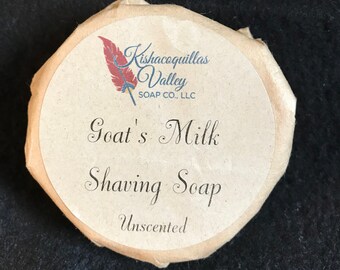 Kishacoquillas
Valley
SOAP CO., LLC
Goat's Milk
Shaving Soap
Unscented